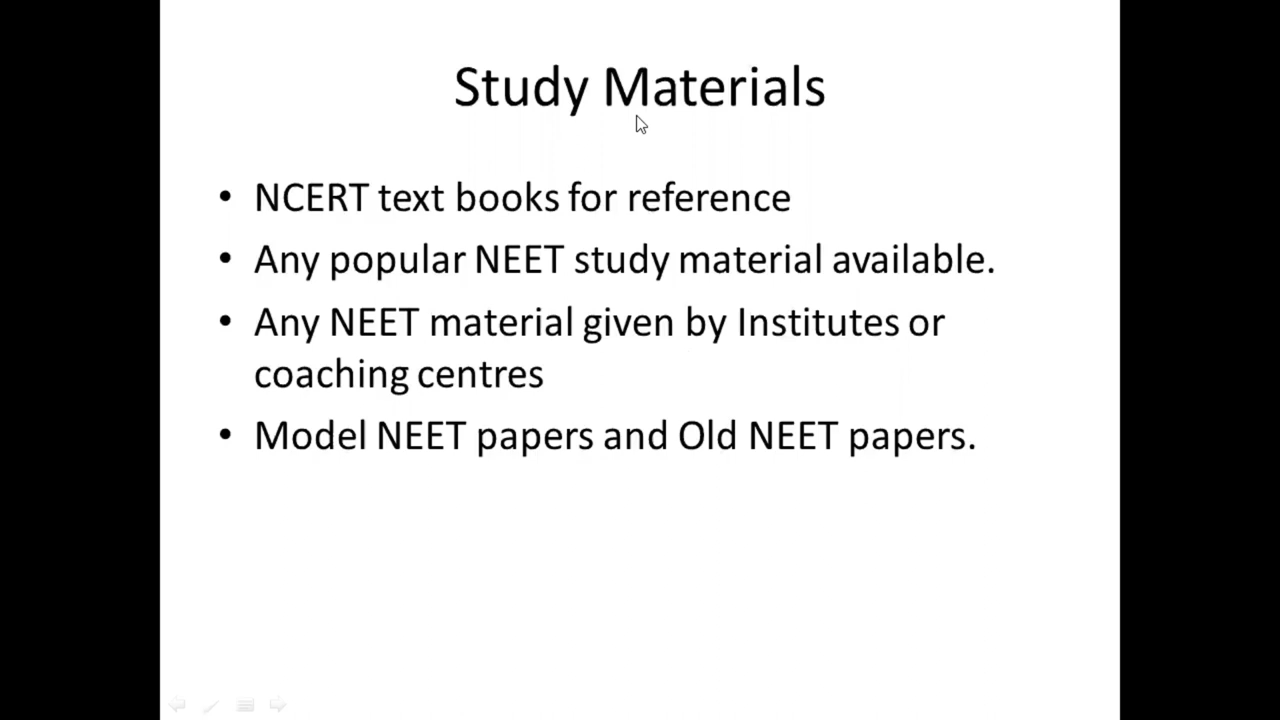 Study Materials
• NCERT text books for reference
• Any popular NEET study material available.
• Any NEET material given by Institutes or
coaching centres
• Model NEET papers and Old NEET papers.